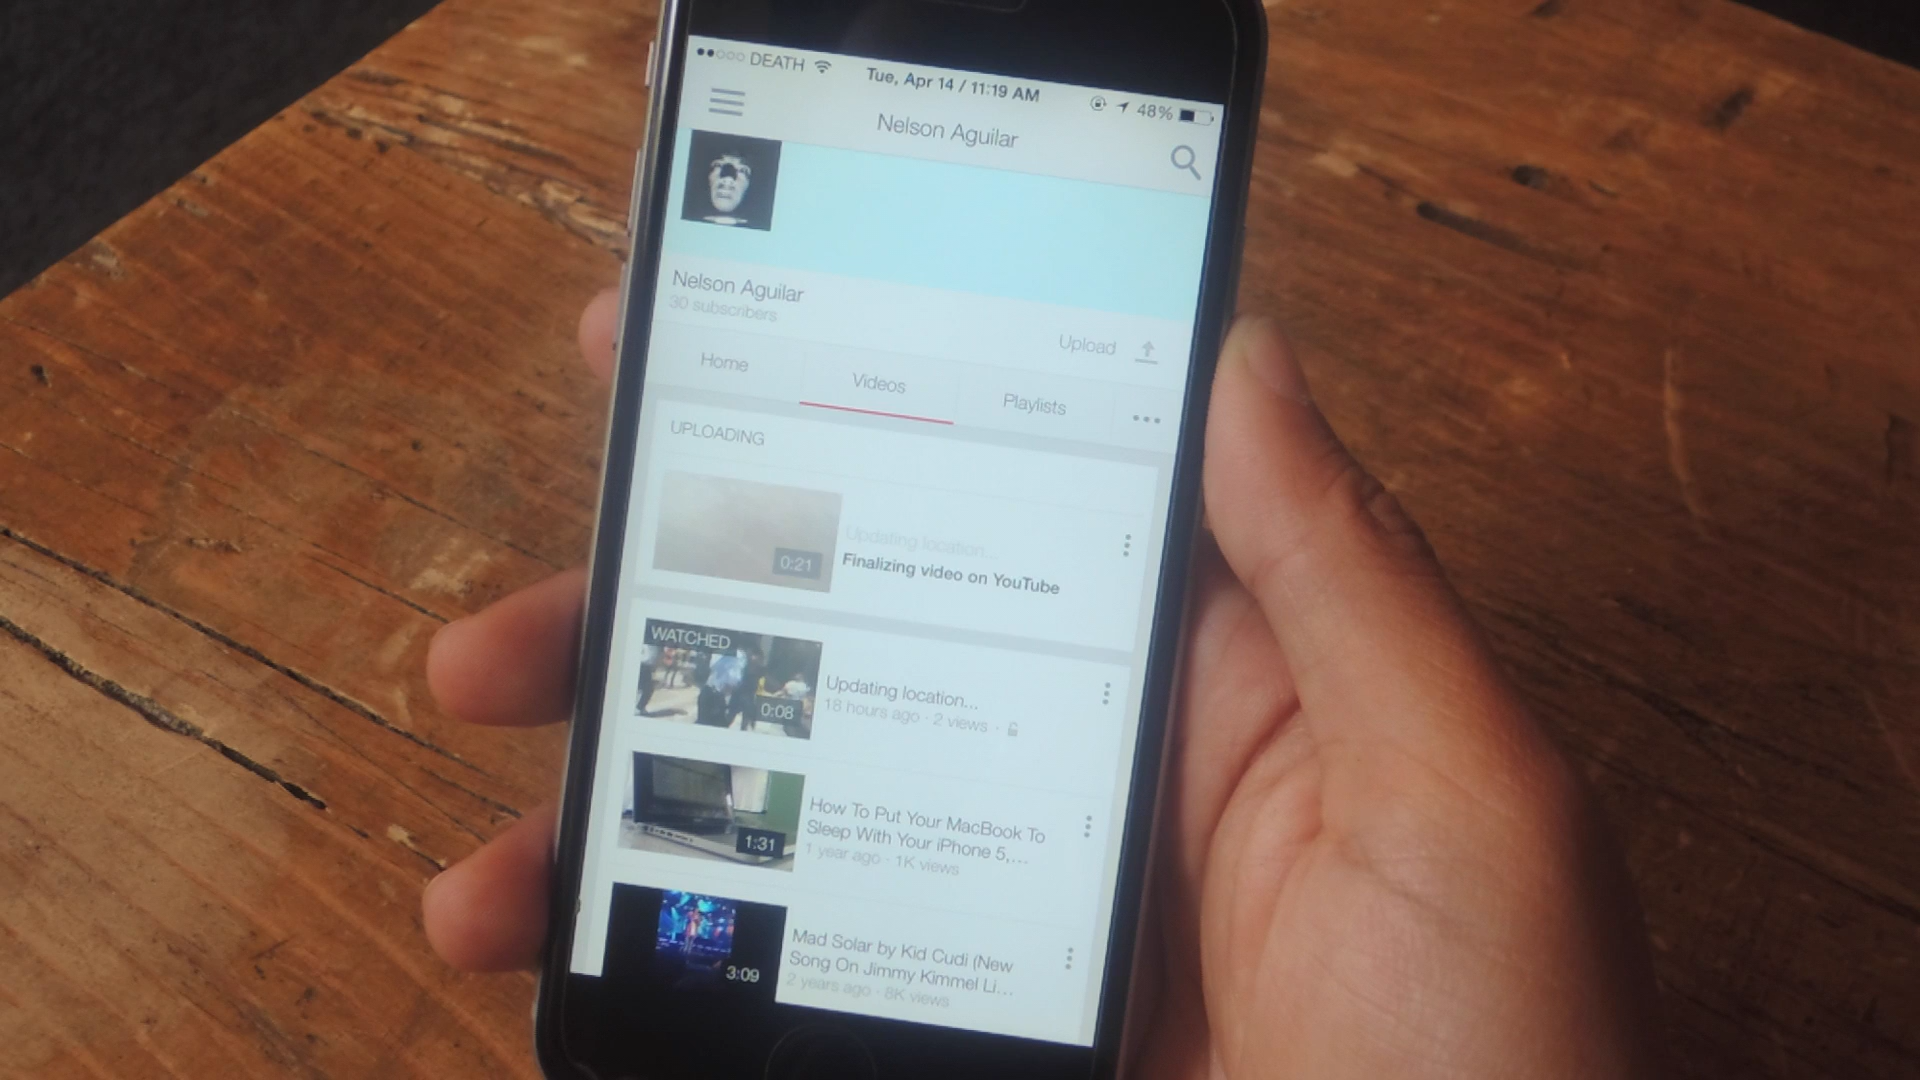 DEATH
Tue, Apr 14 / 11:19 AM
48%
Nelson Aguilar
Nelson Aguilar
30 subscribers
Upload
Home
Videos
Playlists
UPLOADING
0:21
Updating location...
Finalizing video on YouTube
WATCHED
0:08
Updating location...
18 hours ago · 2 views ·
1:31
How To Put Your MacBook To
Sleep With Your iPhone 5,...
1 year ago · 1K views
3:09
Mad Solar by Kid Cudi (New
Song On Jimmy Kimmel Li...
2 years ago · 8K views